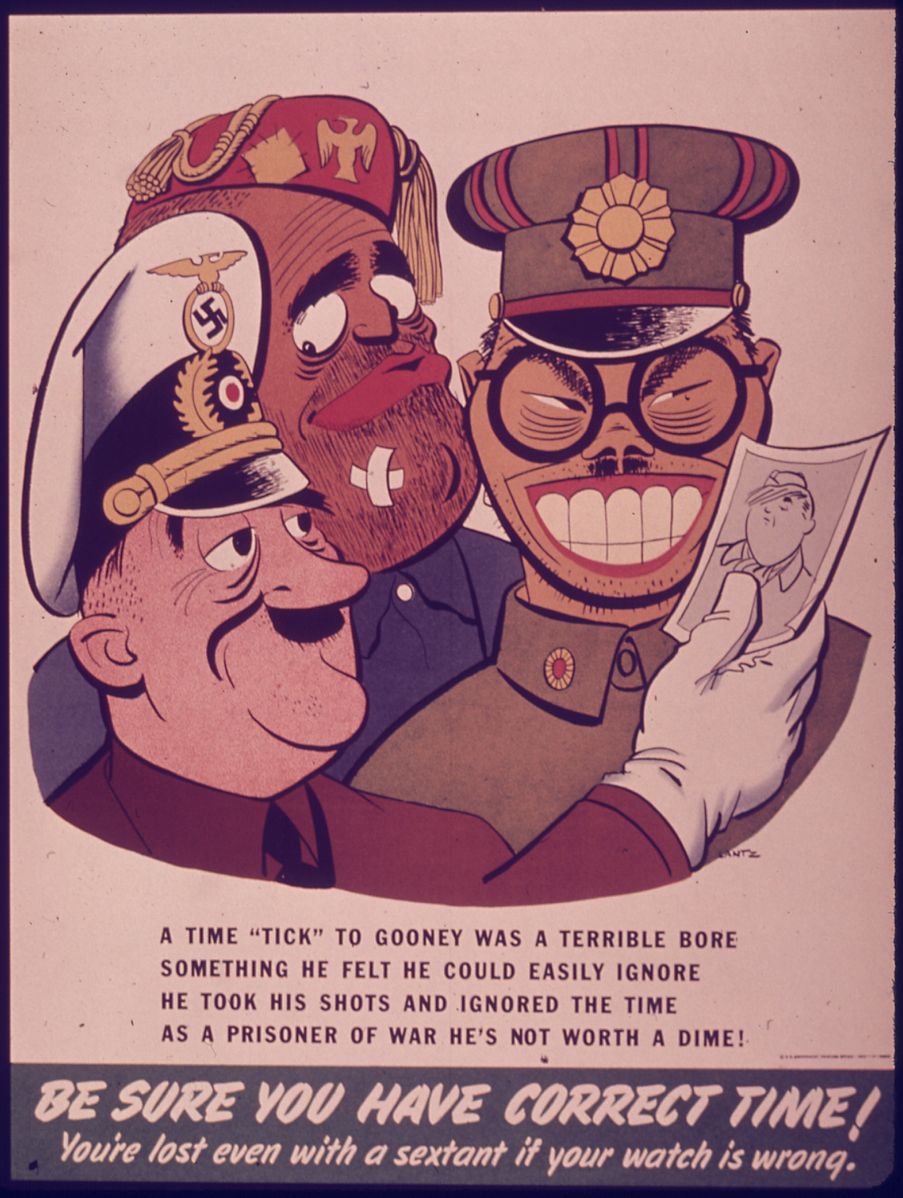 LANTZ
A TIME "TICK" TO GOONEY WAS A TERRIBLE BORE
SOMETHING HE FELT HE COULD EASILY IGNORE
HE TOOK HIS SHOTS AND IGNORED THE TIME
AS A PRISONER OF WAR HE'S NOT WORTH A DIME!
BE SURE YOU HAVE CORRECT TIME!
You're lost even with a sextant if your watch is wrong.